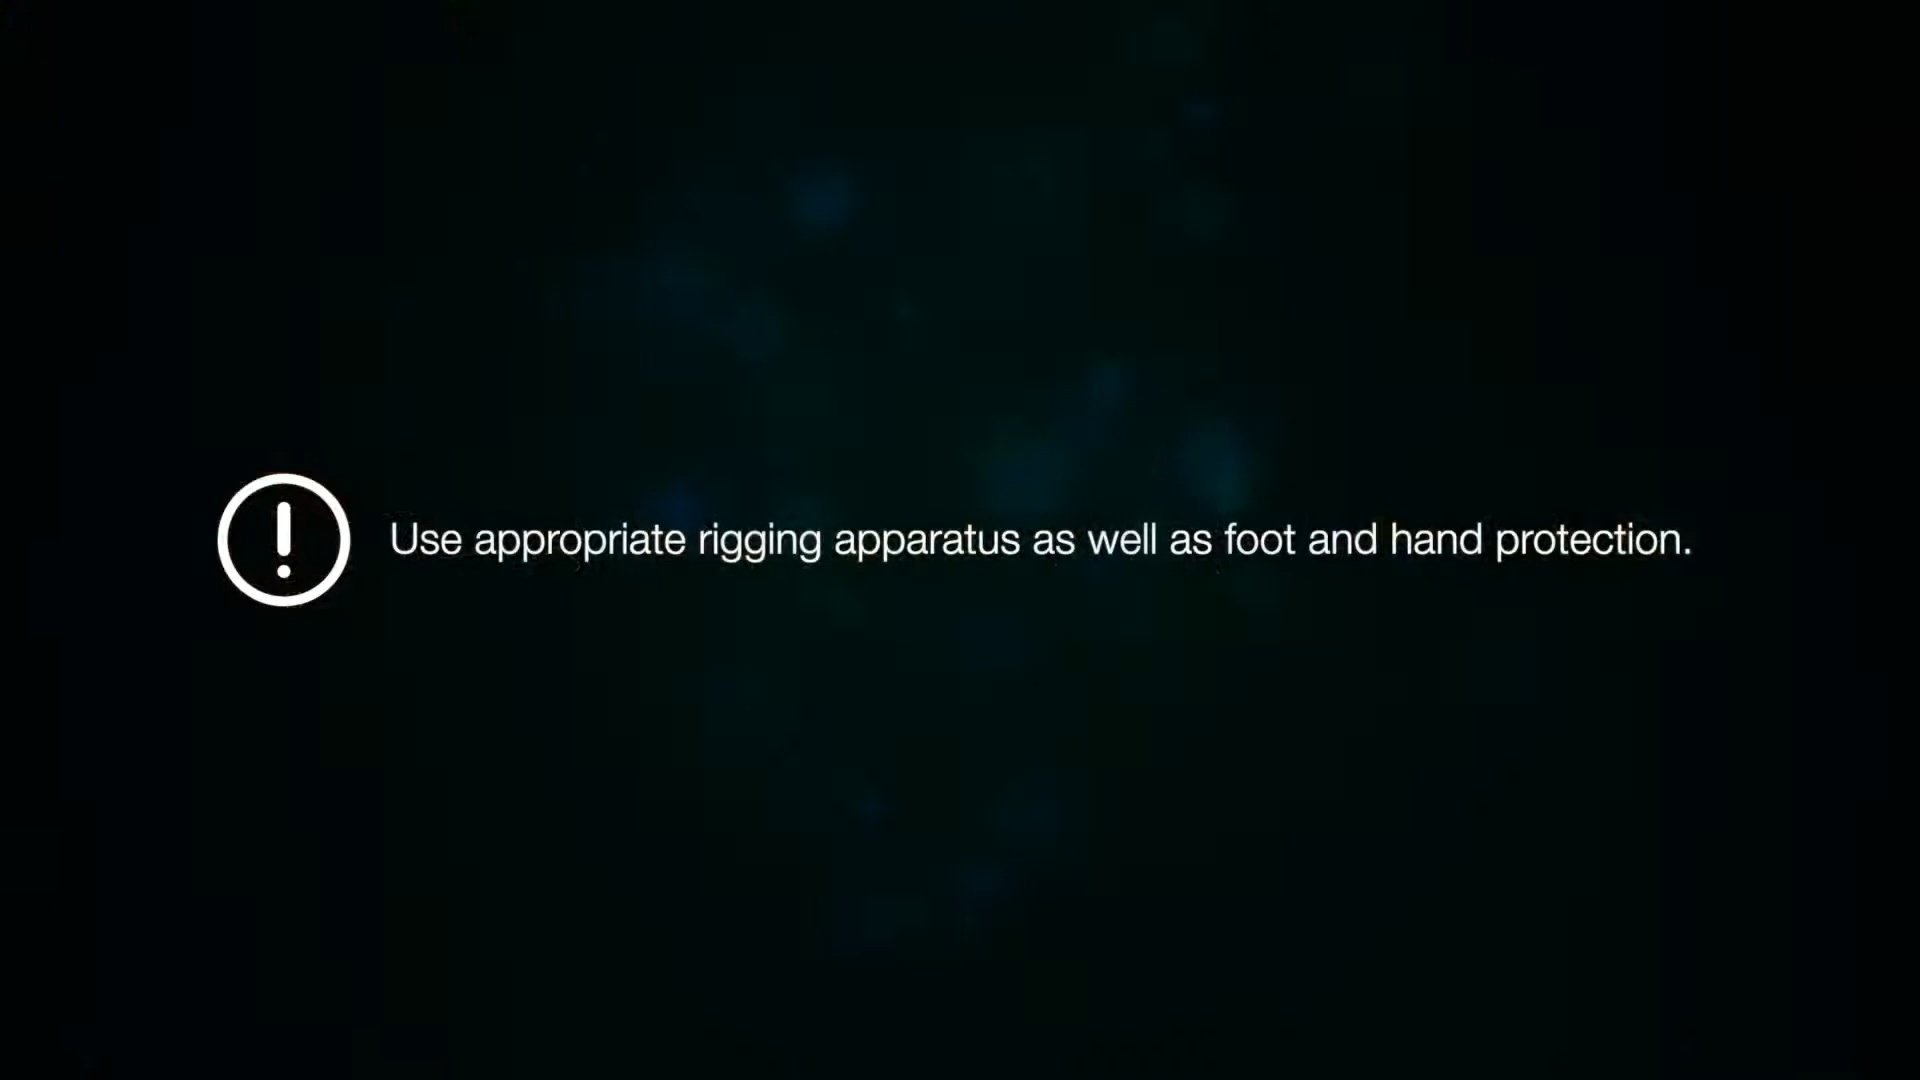 Use appropriate rigging apparatus as well as foot and hand protection.